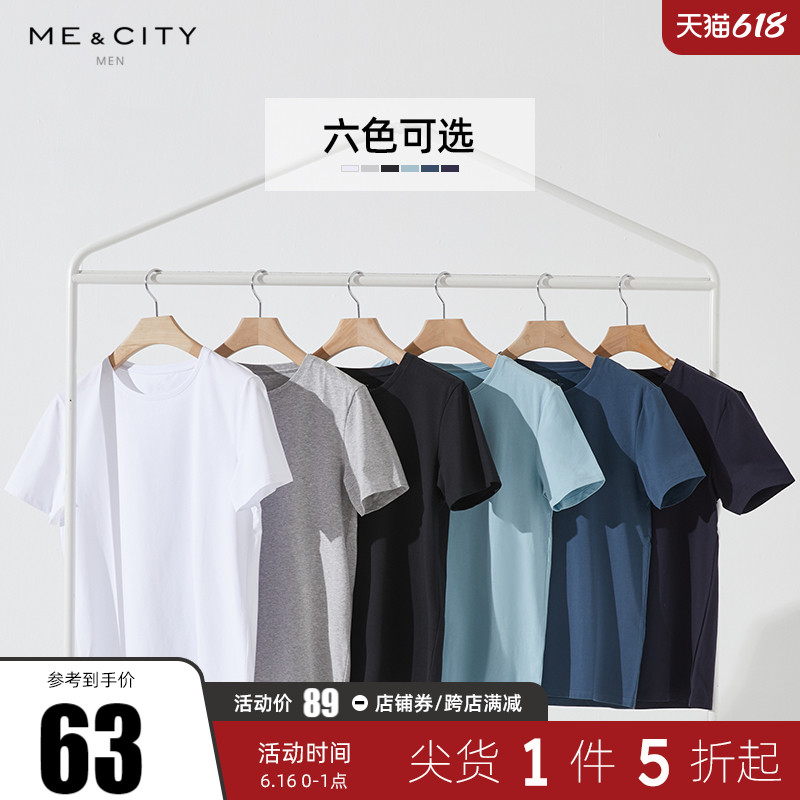 ME & CITY
MEN
天猫618
六色可选
参考到手价
63
活动价 89 - 店铺券/跨店满减
活动时间
6.16 0-1点
尖货1件5折起